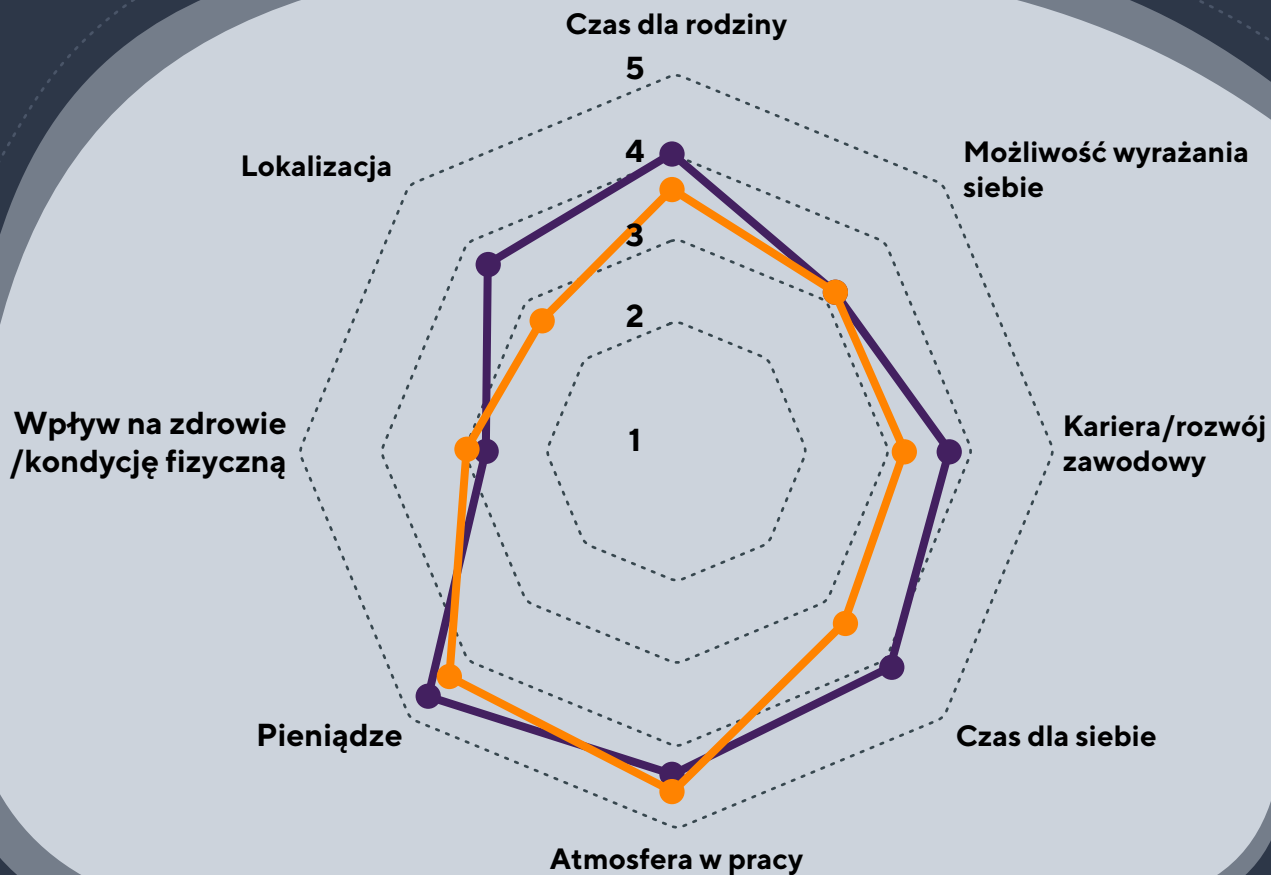 Czas dla rodziny
5
4
Możliwość wyrażania
siebie
Lokalizacja
3
2
Wpływ na zdrowie
/kondycję fizyczną
1
Kariera/rozwój
zawodowy
Pieniądze
Czas dla siebie
Atmosfera w pracy